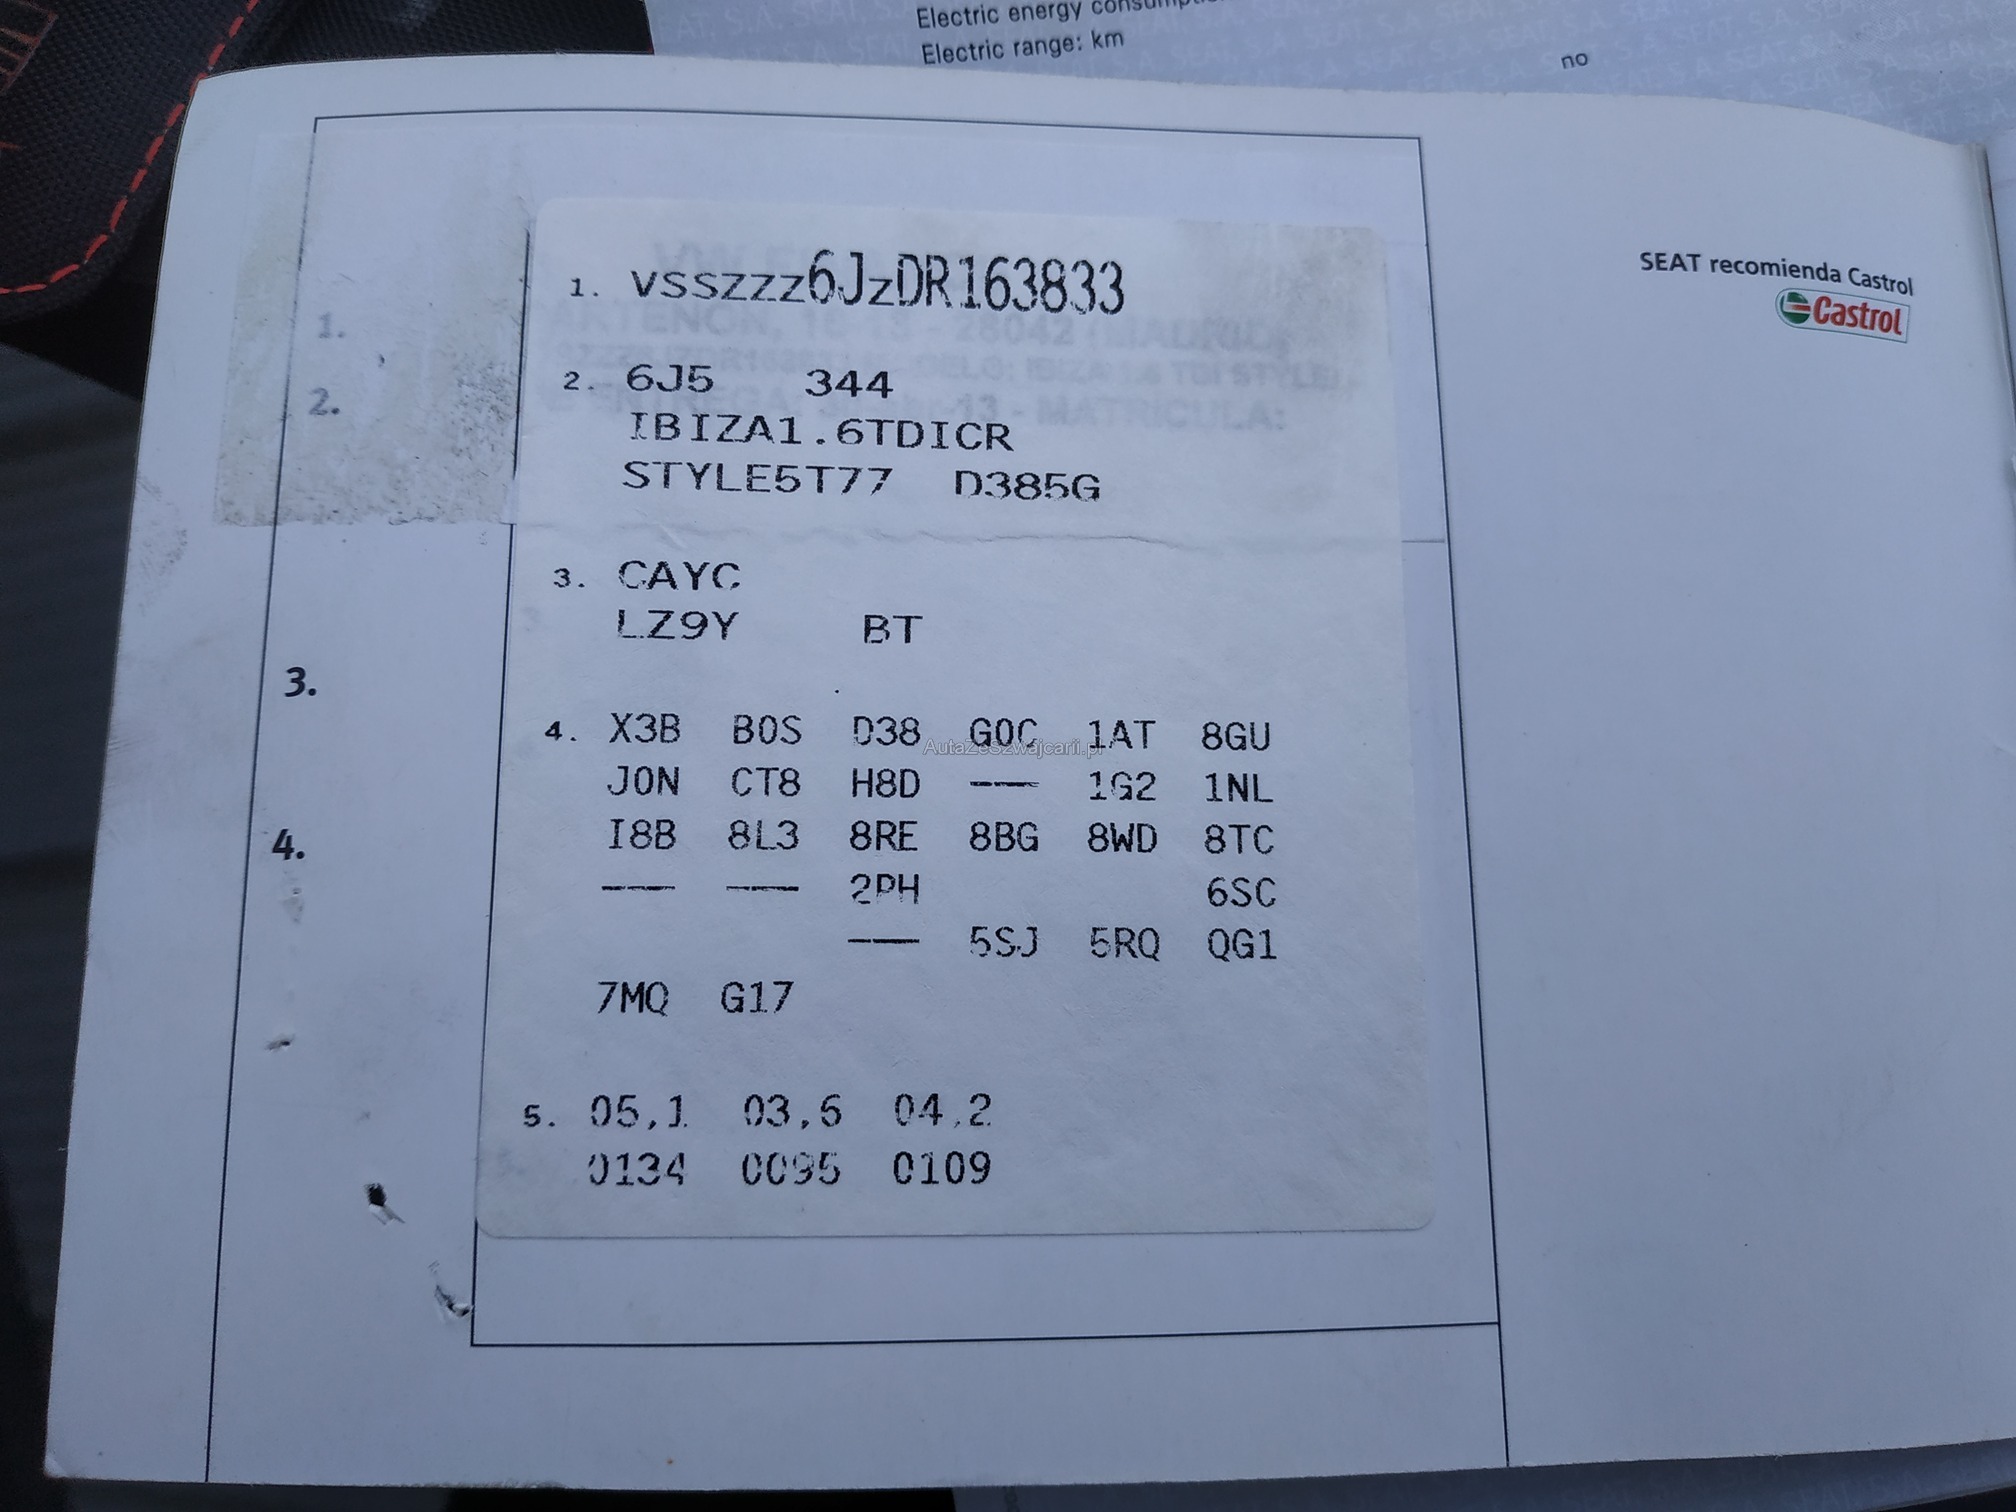 Electric energy
Electric range: km
no
SEAT recomienda Castrol
Castrol
1.
2.
3.
4.
1. VSSZZZ6JZDR163833
2. 6J5 344
IBIZA1.6TDICR
STYLE5T77 D385G
3. CAYC
LZ9Y BT
4. X3B B0S D38 G0C 1AT 8GU
AutaZeSzwajcarii.pl
J0N CT8 H8D --- 1G2 1NL
I8B 8L3 8RE 8BG 8WD 8TC
--- --- 2PH 6SC
--- 5SJ 5RQ QG1
7MQ G17
5. 05,1 03,6 04,2
0134 0095 0109